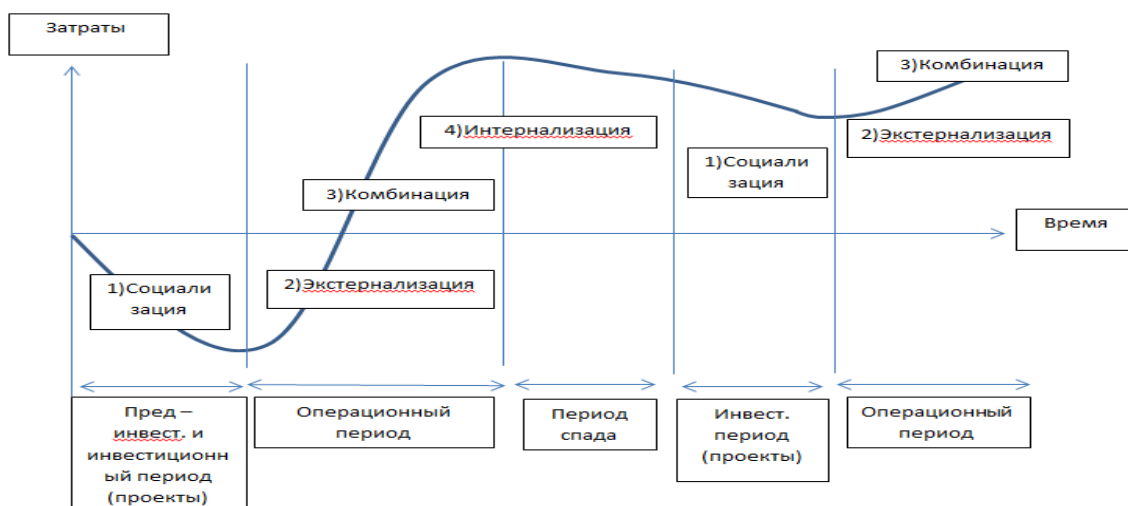 Затраты
3)Комбинация
4)Интернализация
2)Экстернализация
1)Социали
зация
3)Комбинация
Время
1)Социали
зация
2)Экстернализация
Пред –
инвест. и
инвестиционн
ый период
(проекты)
Операционный
период
Период
спада
Инвест.
период
(проекты)
Операционный
период